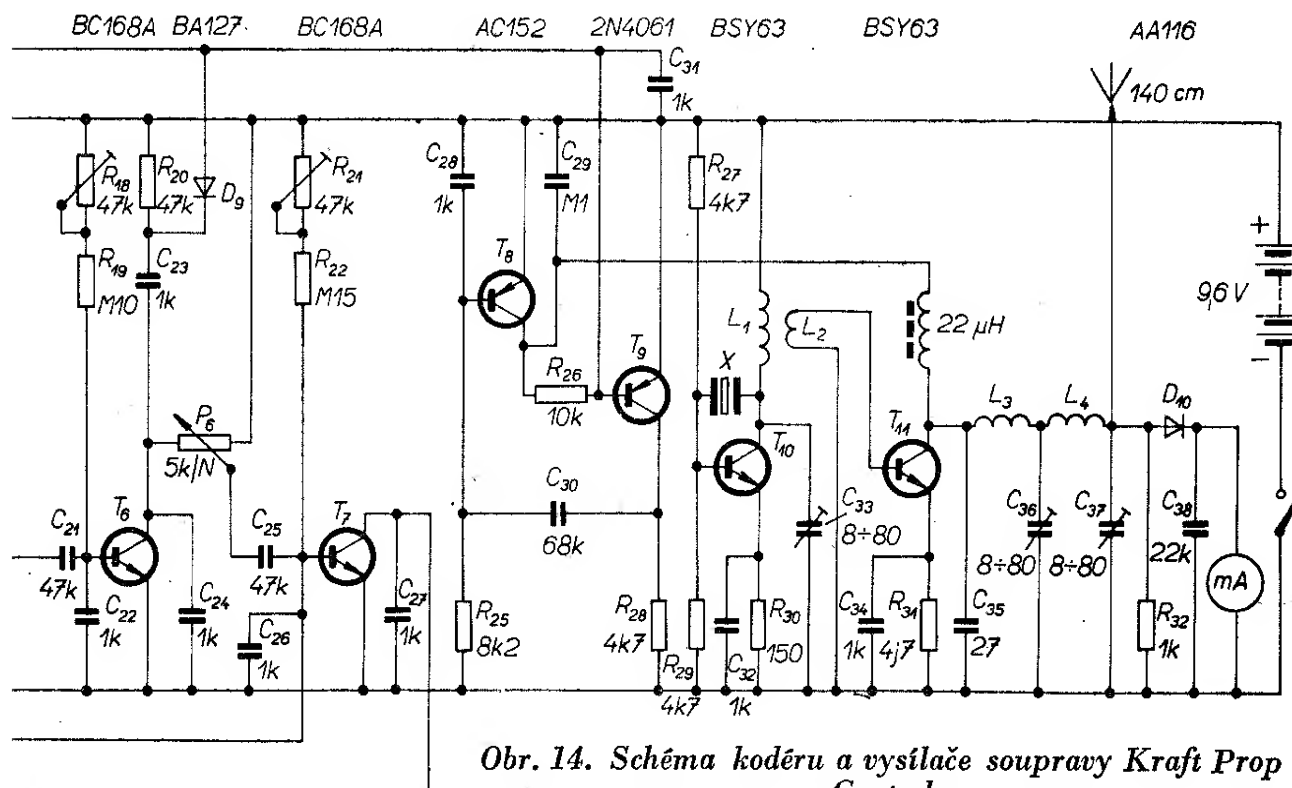 BC168A BA127 BC168A AC152 2N4061 BSY63 BSY63 AA116
C31
1k
140 cm
R18
47k
R20
47k
D9
R21
47k
C28
1k
C29
M1
R27
4k7
R19
M10
C23
1k
R22
M15
T8
+
9,6 V
−
L1
L2
22 µH
X
T9
R26
10k
P6
5k/N
T10
T11
L3
L4
D10
C21
47k
T6
C25
47k
T7
C30
68k
C33
8÷80
C36
8÷80
C37
8÷80
C38
22k
mA
C22
1k
C24
1k
C26
1k
C27
1k
R25
8k2
R28
4k7
R29
4k7
C32
1k
R30
150
C34
1k
R31
4j7
C35
27
R32
1k
Obr. 14. Schéma kodéru a vysílače soupravy Kraft Prop